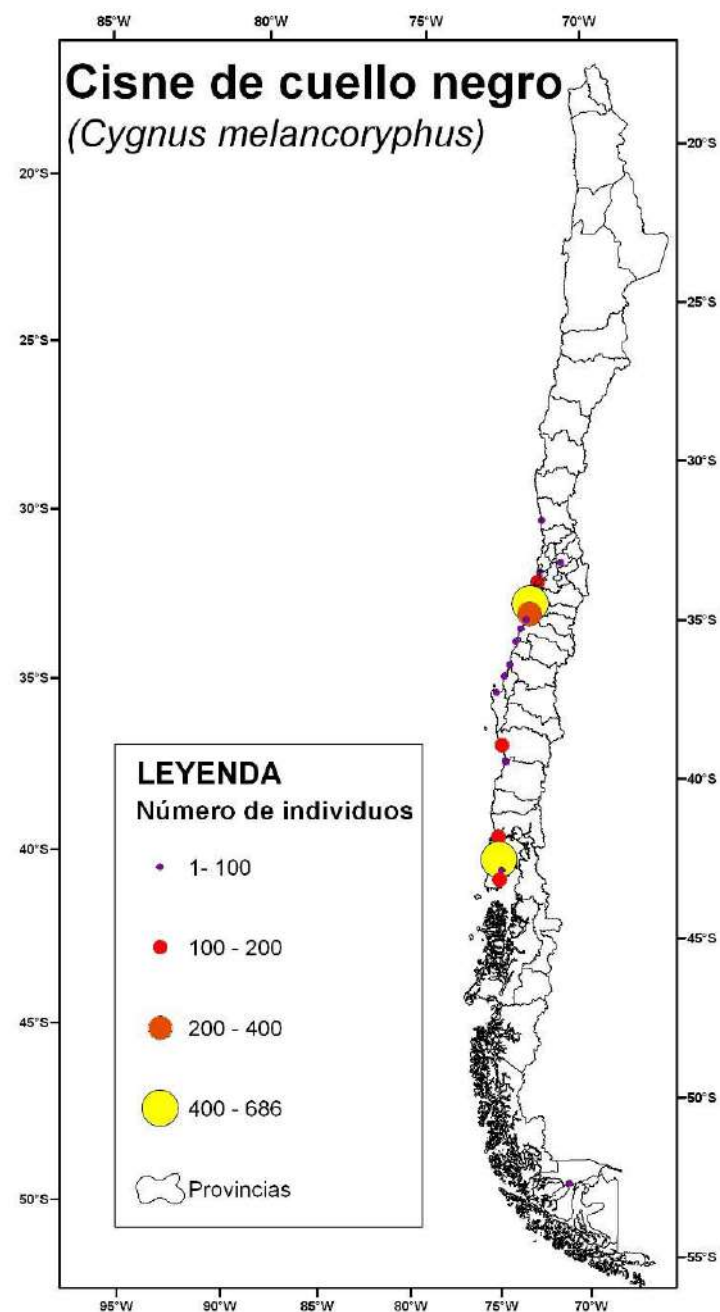 85°W 80°W 75°W 70°W
Cisne de cuello negro
(Cygnus melancoryphus)
20°S
20°S
25°S
25°S
30°S
30°S
35°S
35°S
40°S
40°S
45°S
45°S
50°S
50°S
55°S
LEYENDA
Número de individuos
1- 100
100 - 200
200 - 400
400 - 686
Provincias
95°W 90°W 85°W 80°W 75°W 70°W